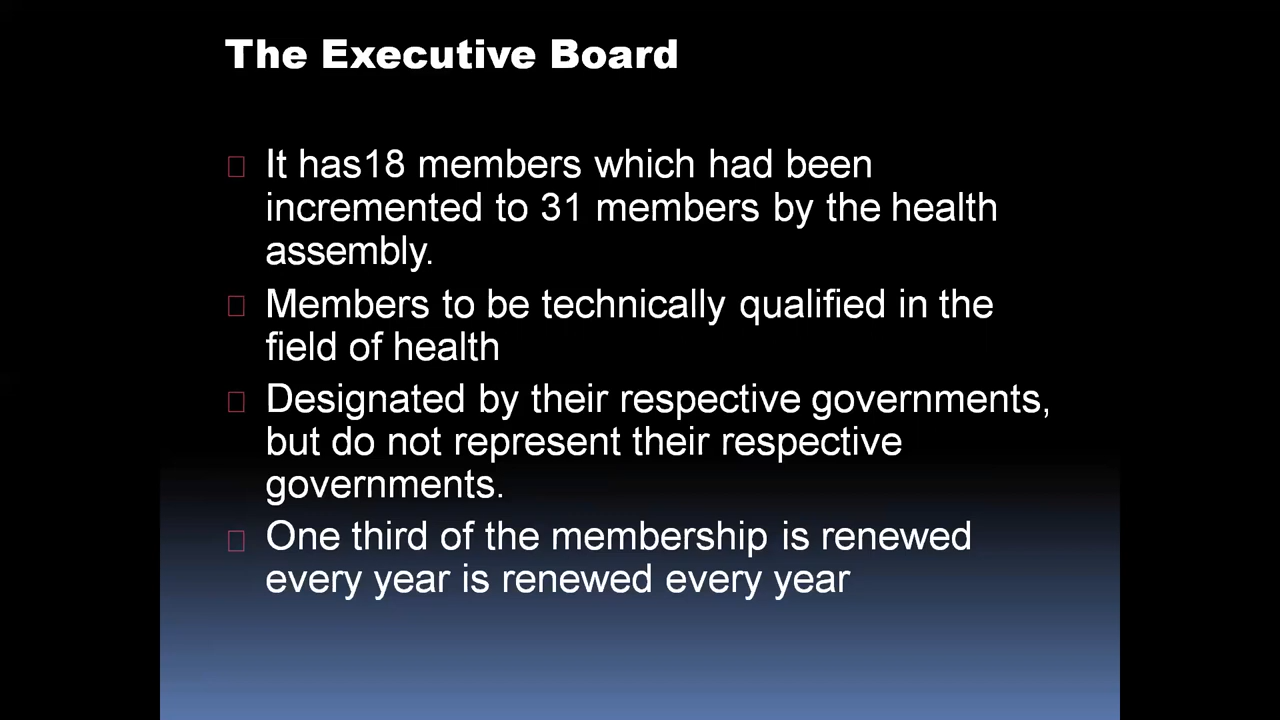 The Executive Board
It has18 members which had been
incremented to 31 members by the health
assembly.
Members to be technically qualified in the
field of health
Designated by their respective governments,
but do not represent their respective
governments.
One third of the membership is renewed
every year is renewed every year